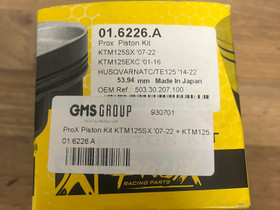 01.6226.A
Prox Piston Kit
KTM125SX '07-22
KTM125EXC '01-16
HUSQVARNATC/TE125 '14-22
53.94 mm Made In Japan
OEM Ref.: 503.30.207.100
GMS GROUP
930701
ProX Piston Kit KTM125SX '07-22 + KTM125
01.6226.A
RACING PARTS